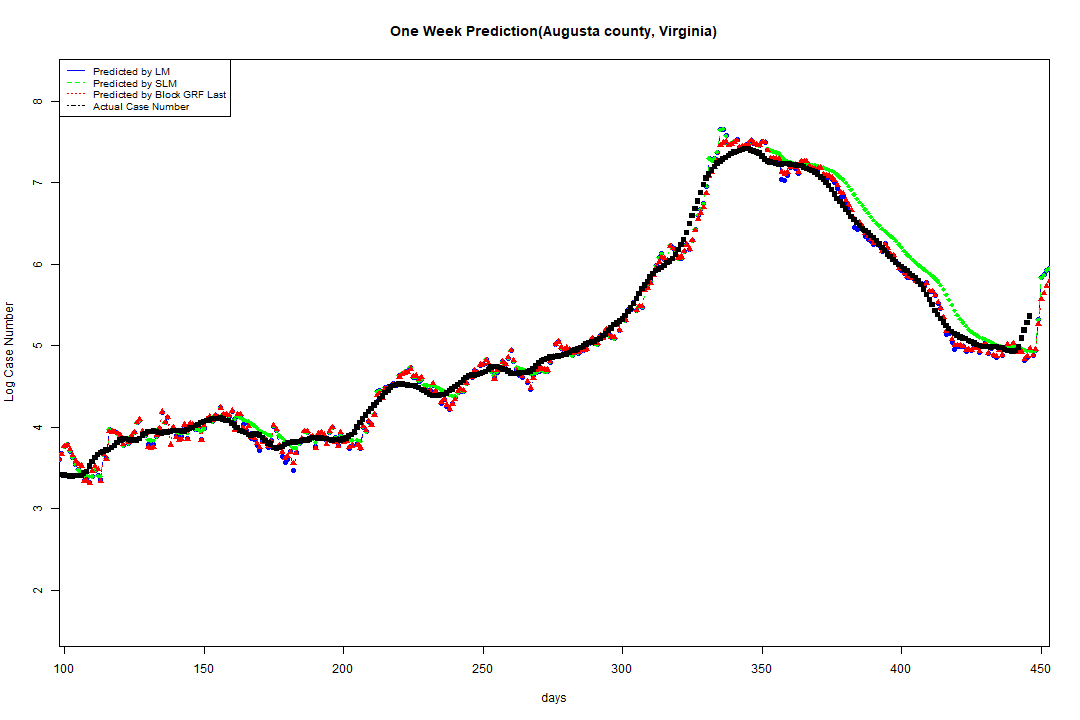 One Week Prediction(Augusta county, Virginia)
Predicted by LM
Predicted by SLM
Predicted by Block GRF Last
Actual Case Number
8
7
6
5
4
3
2
Log Case Number
100 150 200 250 300 350 400 450
days